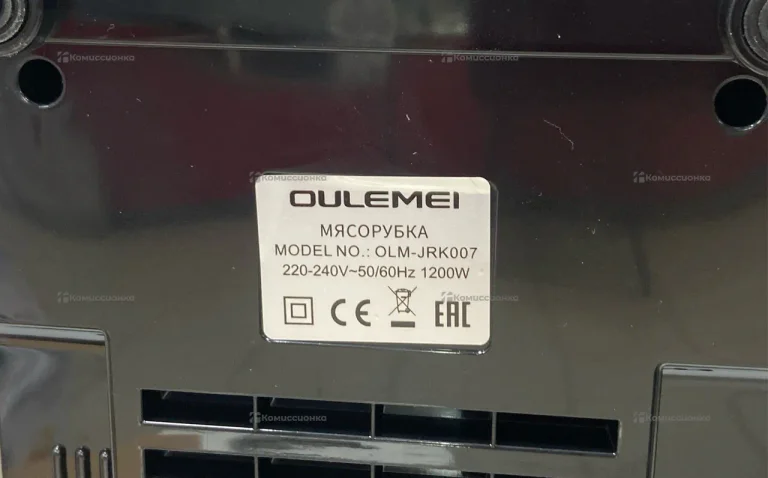 Комиссионка
Комиссионка
Комиссионка
Комиссионка
OULEMEI
МЯСОРУБКА
MODEL NO.: OLM-JRK007
220-240V~50/60Hz 1200W
Комиссионка
Комиссионка
CE EAC
Комиссионка
Комиссионка